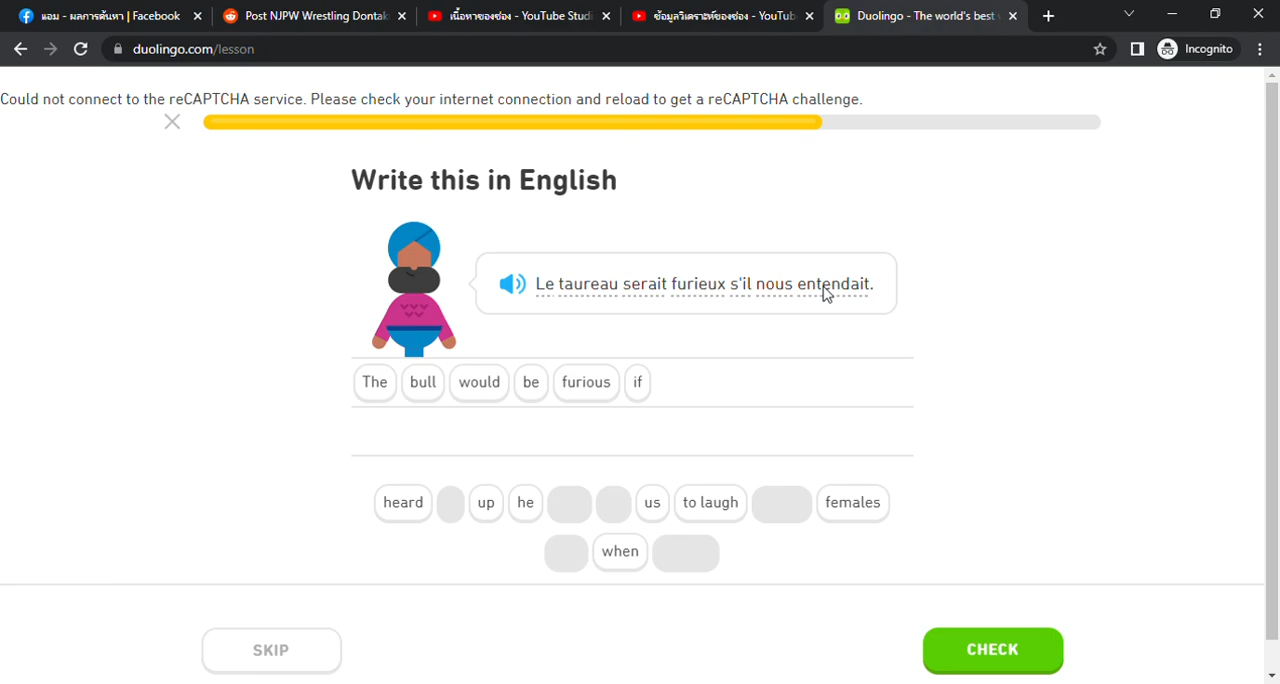 แอม - ผลการค้นหา | Facebook
Post NJPW Wrestling Dontak
เนื้อหาของช่อง - YouTube Studi
ข้อมูลวิเคราะห์ของช่อง - YouTub
Duolingo - The world's best
duolingo.com/lesson
Incognito
Could not connect to the reCAPTCHA service. Please check your internet connection and reload to get a reCAPTCHA challenge.
Write this in English
Le taureau serait furieux s'il nous entendait.
The bull would be furious if
heard up he us to laugh females
when
SKIP CHECK